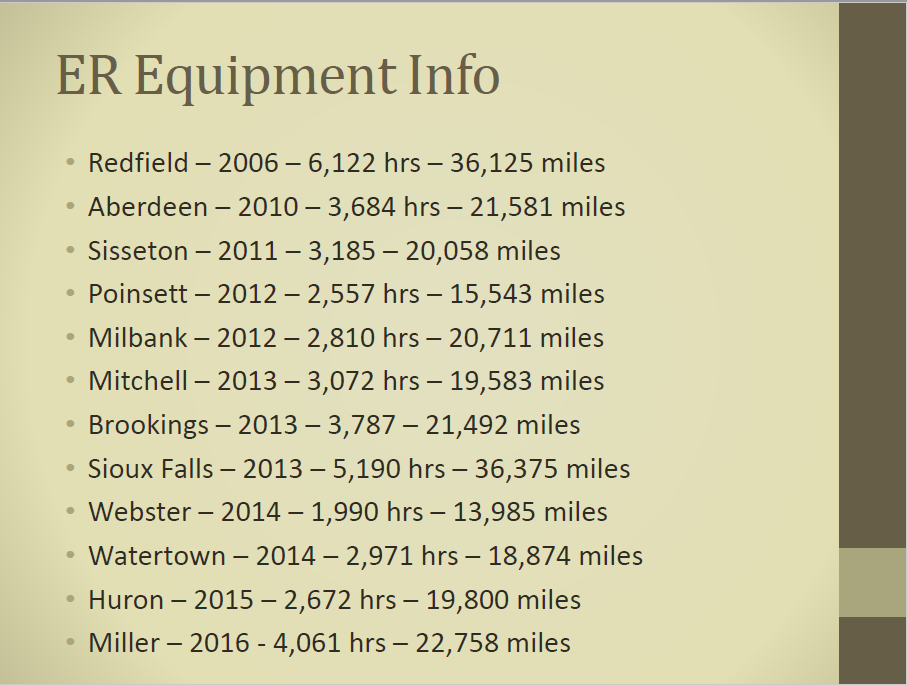 ER Equipment Info
• Redfield – 2006 – 6,122 hrs – 36,125 miles
• Aberdeen – 2010 – 3,684 hrs – 21,581 miles
• Sisseton – 2011 – 3,185 – 20,058 miles
• Poinsett – 2012 – 2,557 hrs – 15,543 miles
• Milbank – 2012 – 2,810 hrs – 20,711 miles
• Mitchell – 2013 – 3,072 hrs – 19,583 miles
• Brookings – 2013 – 3,787 – 21,492 miles
• Sioux Falls – 2013 – 5,190 hrs – 36,375 miles
• Webster – 2014 – 1,990 hrs – 13,985 miles
• Watertown – 2014 – 2,971 hrs – 18,874 miles
• Huron – 2015 – 2,672 hrs – 19,800 miles
• Miller – 2016 - 4,061 hrs – 22,758 miles